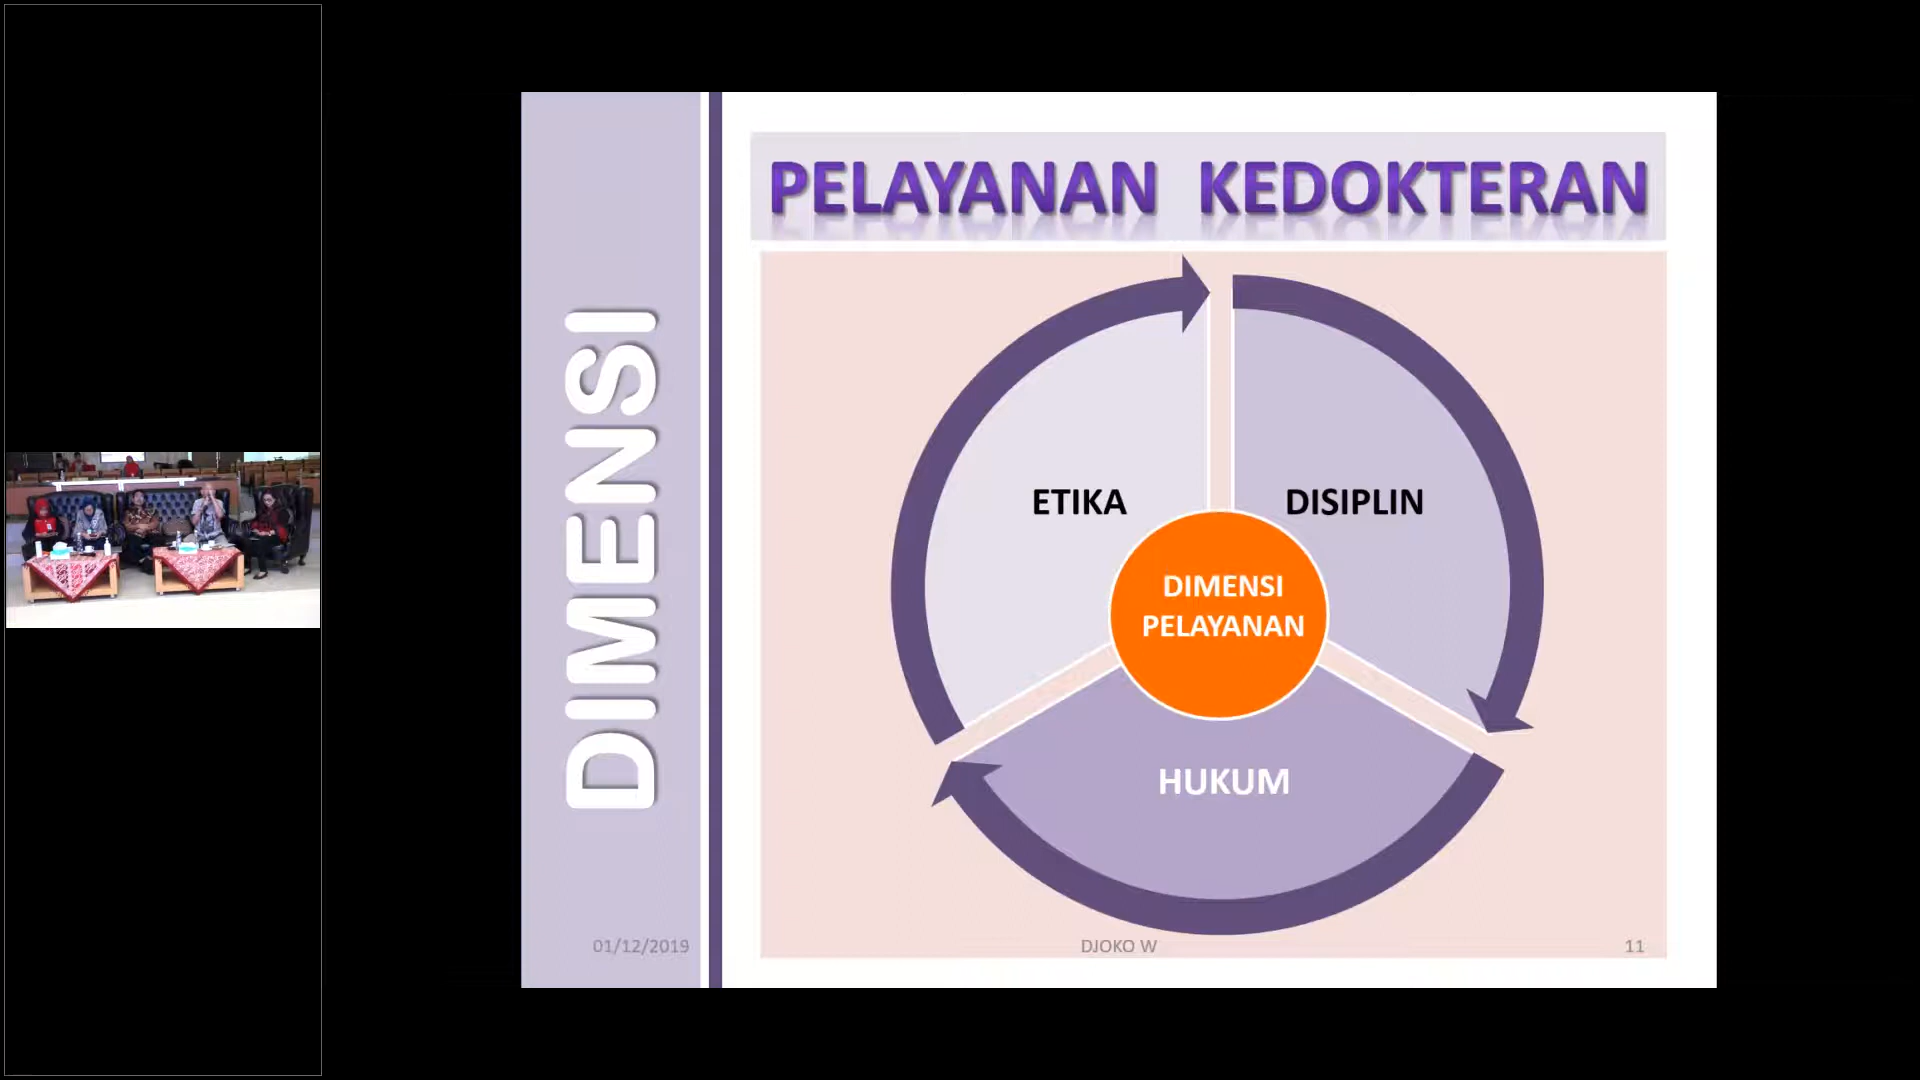 DIMENSI
PELAYANAN KEDOKTERAN
ETIKA
DISIPLIN
DIMENSI
PELAYANAN
HUKUM
01/12/2019
DJOKO W
11